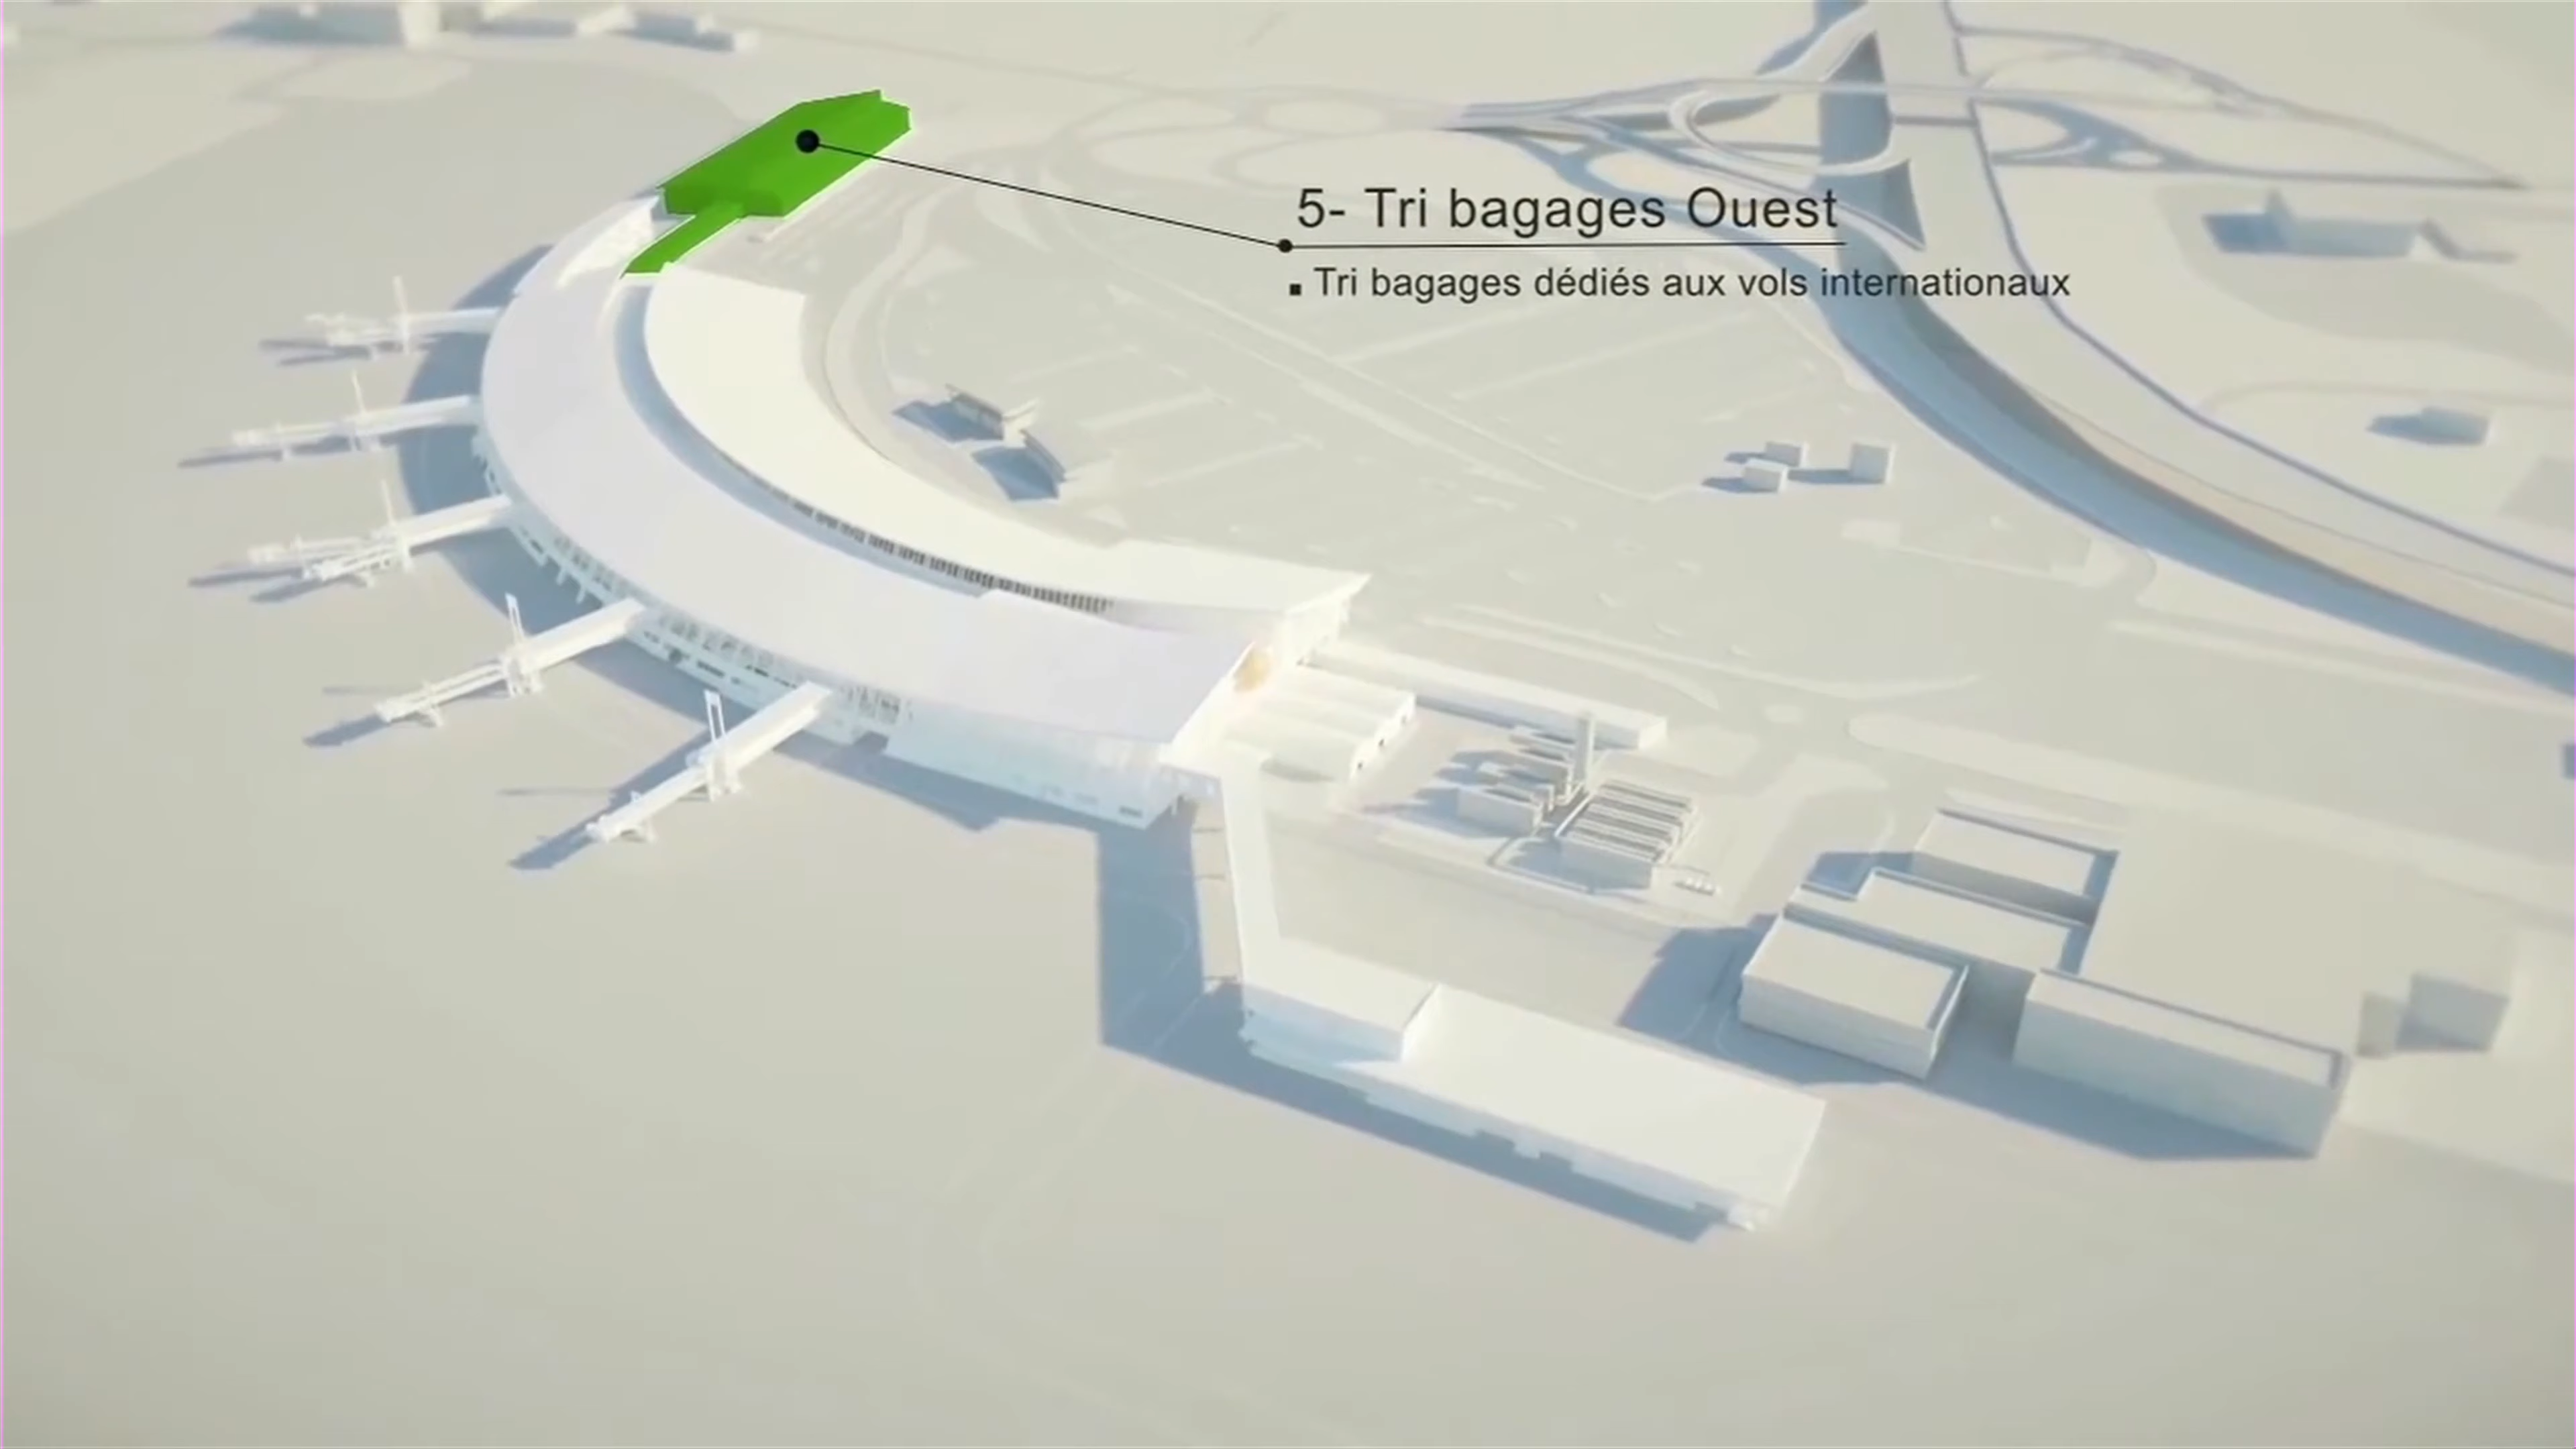 5- Tri bagages Ouest
▪ Tri bagages dédiés aux vols internationaux